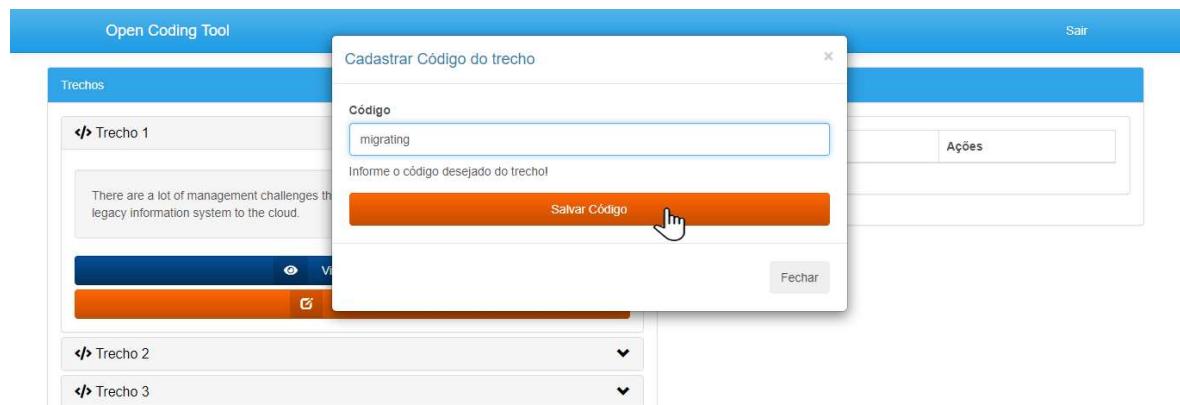 Open Coding Tool
Sair
Cadastrar Código do trecho
×
Trechos
Código
</> Trecho 1
migrating
Ações
Informe o código desejado do trecho!
There are a lot of management challenges
legacy information system to the cloud.
Salvar Código
Fechar
</> Trecho 2
</> Trecho 3